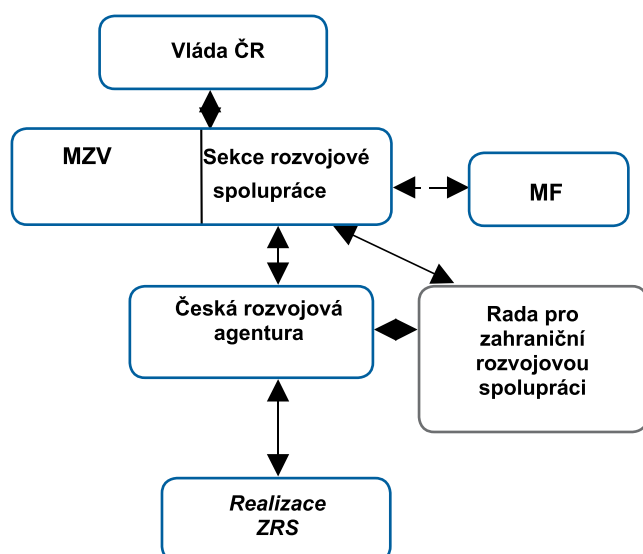 Vláda ČR
MZV
Sekce rozvojové
spolupráce
MF
Česká rozvojová
agentura
Rada pro
zahraniční
rozvojovou
spolupráci
Realizace
ZRS